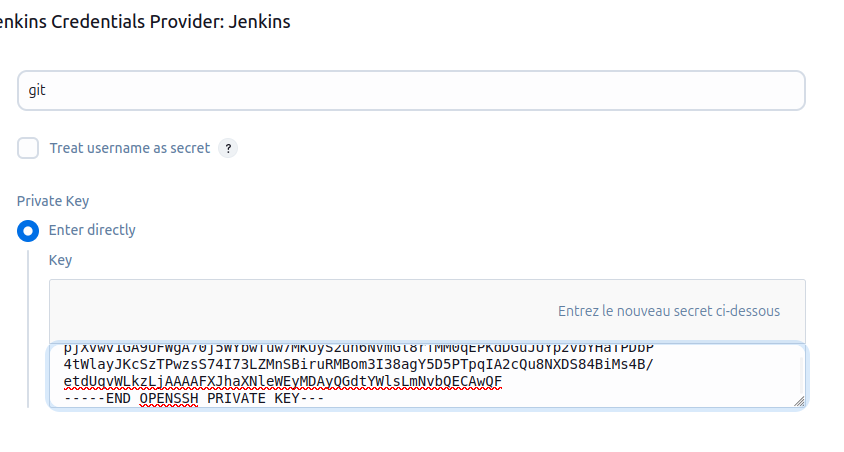 enkins Credentials Provider: Jenkins
git
Treat username as secret ?
Private Key
Enter directly
Key
Entrez le nouveau secret ci-dessous
4tWlayJKcSzTPwzsS74I73LZMnSBiruRMBom3I38agY5D5PTpqIA2cQu8NXDS84BiMs4B/
etdUqvWLkzLjAAAAFXJhaXNleWEyMDAyQGdtYWlsLmNvbQECAwQF
-----END OPENSSH PRIVATE KEY---